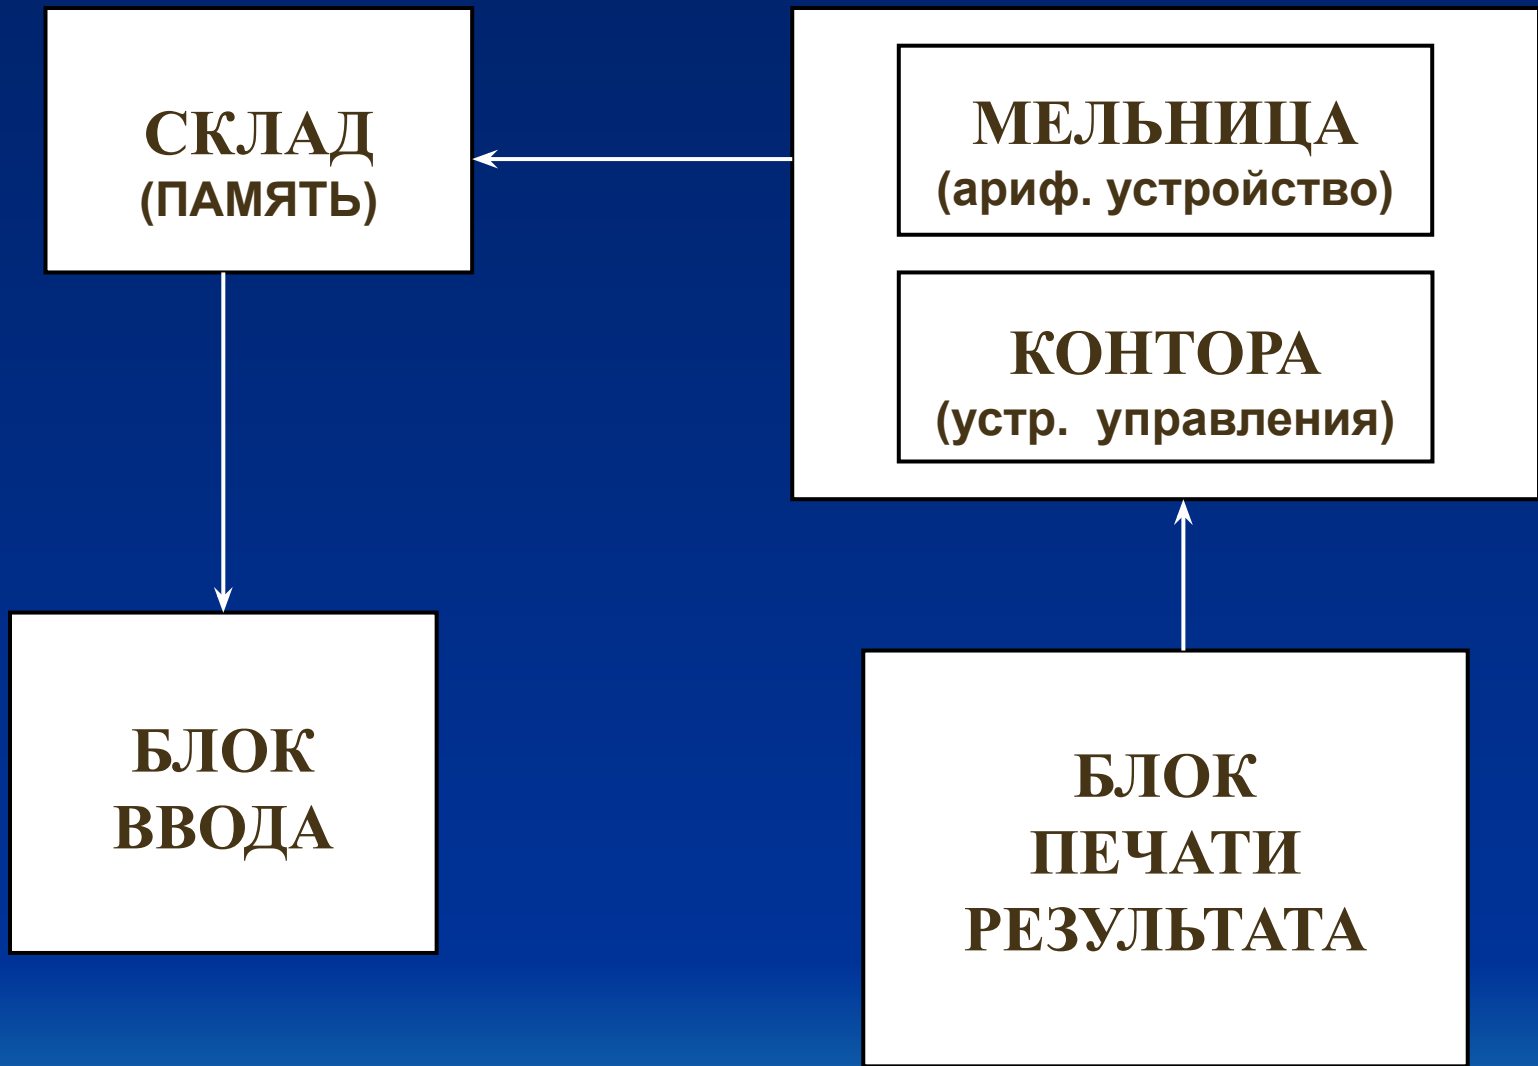 СКЛАД
(ПАМЯТЬ)
МЕЛЬНИЦА
(ариф. устройство)
КОНТОРА
(устр. управления)
БЛОК
ВВОДА
БЛОК
ПЕЧАТИ
РЕЗУЛЬТАТА